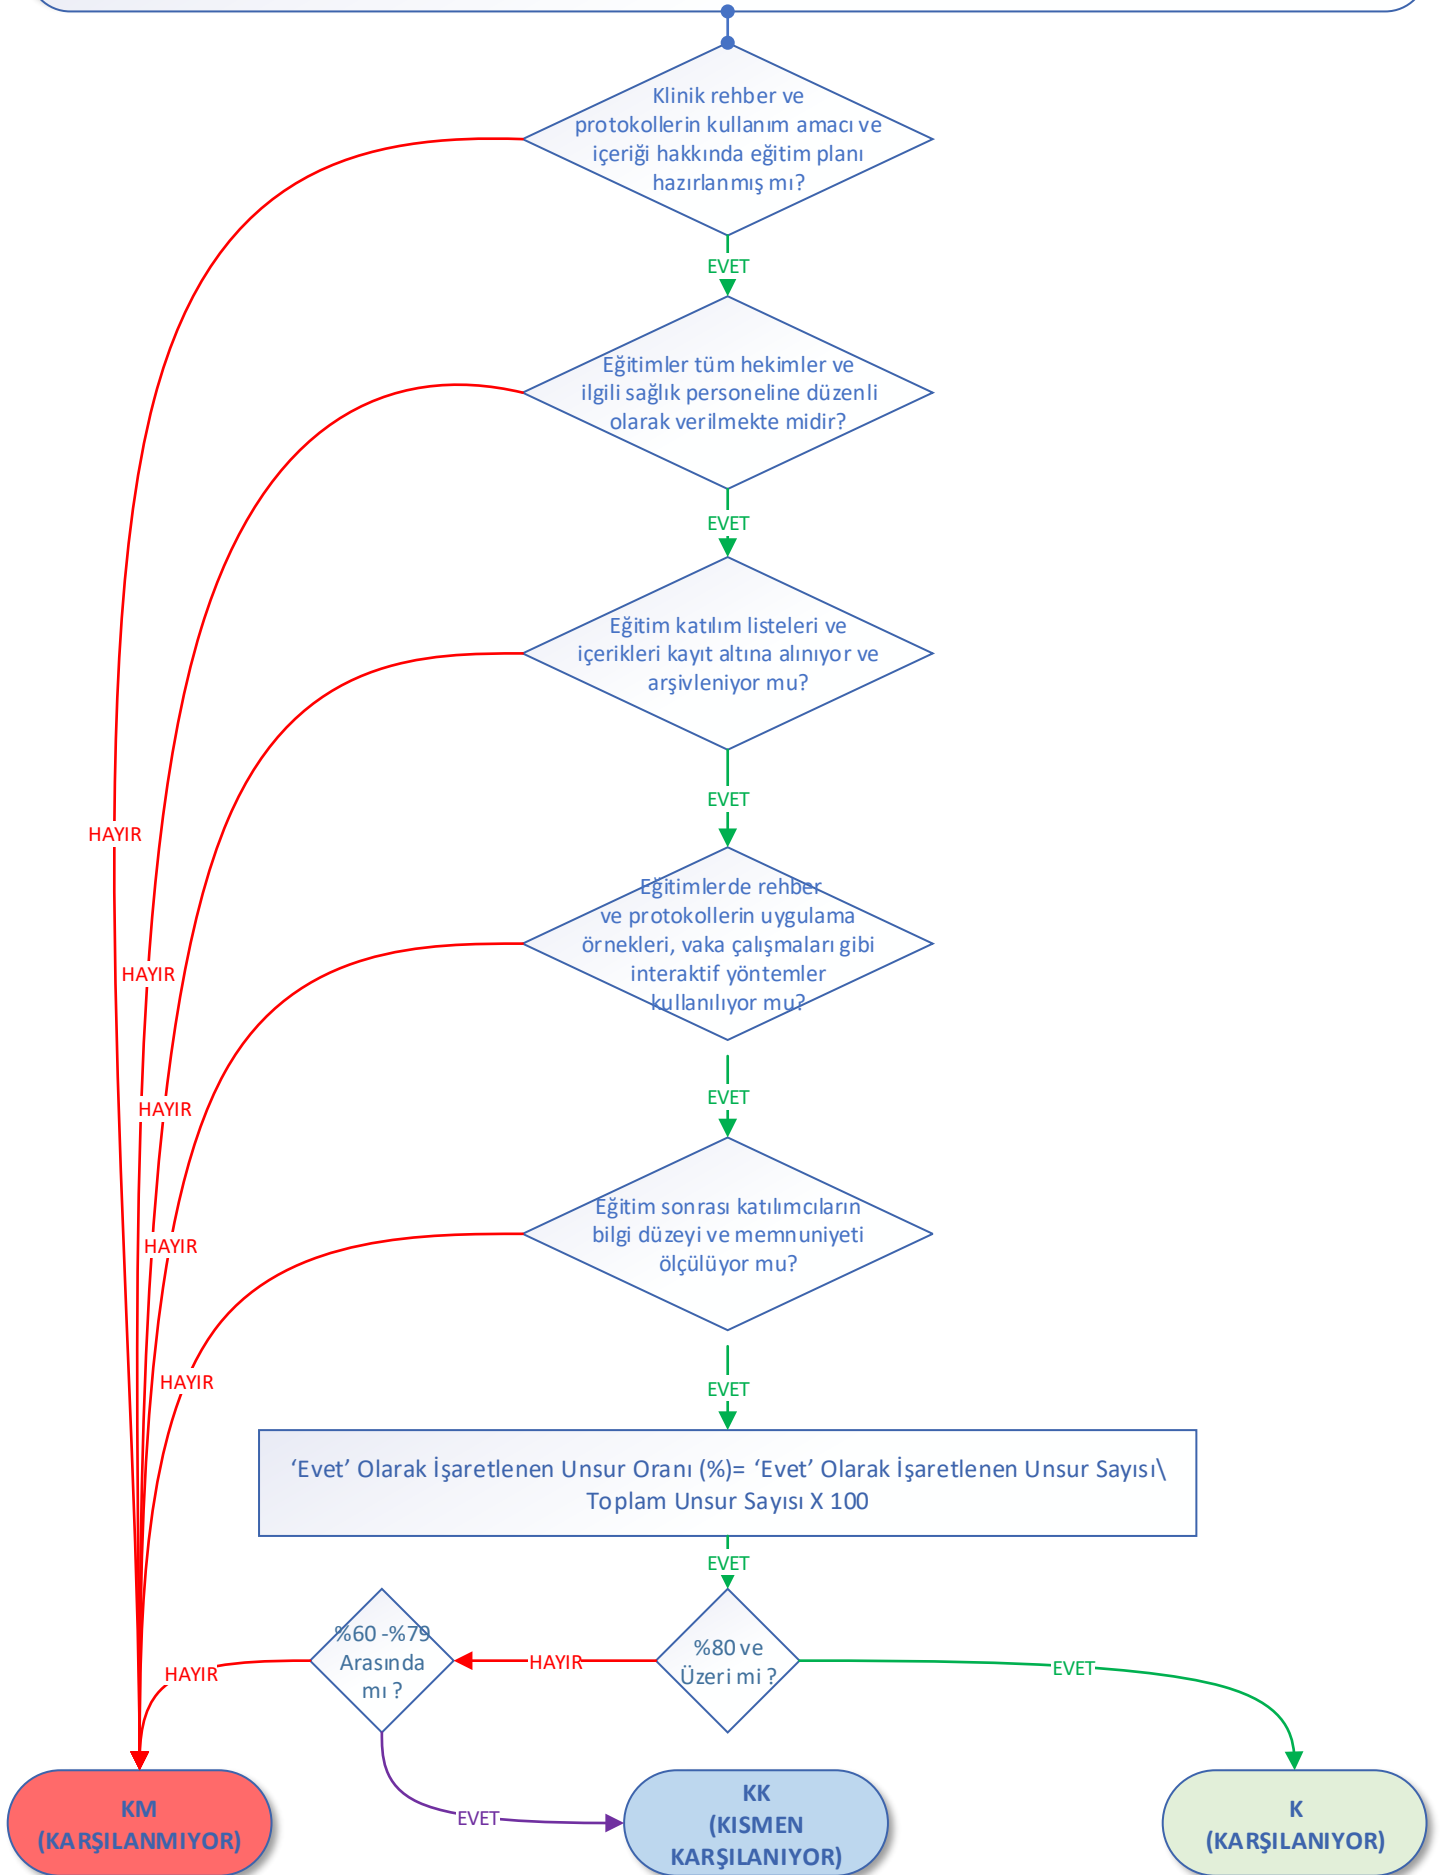 Klinik rehber ve
protokollerin kullanım amacı ve
içeriği hakkında eğitim planı
hazırlanmış mı?
EVET
Eğitimler tüm hekimler ve
ilgili sağlık personeline düzenli
olarak verilmekte midir?
EVET
Eğitim katılım listeleri ve
içerikleri kayıt altına alınıyor ve
arşivleniyor mu?
EVET
HAYIR
Eğitimlerde rehber
ve protokollerin uygulama
örnekleri, vaka çalışmaları gibi
interaktif yöntemler
kullanılıyor mu?
HAYIR
EVET
HAYIR
Eğitim sonrası katılımcıların
bilgi düzeyi ve memnuniyeti
ölçülüyor mu?
HAYIR
HAYIR
EVET
‘Evet’ Olarak İşaretlenen Unsur Oranı (%)= ‘Evet’ Olarak İşaretlenen Unsur Sayısı\
Toplam Unsur Sayısı X 100
EVET
%60 -%79
Arasında
mı ?
%80 ve
Üzeri mi ?
HAYIR
HAYIR
EVET
EVET
KM
(KARŞILANMIYOR)
KK
(KISMEN
KARŞILANIYOR)
K
(KARŞILANIYOR)